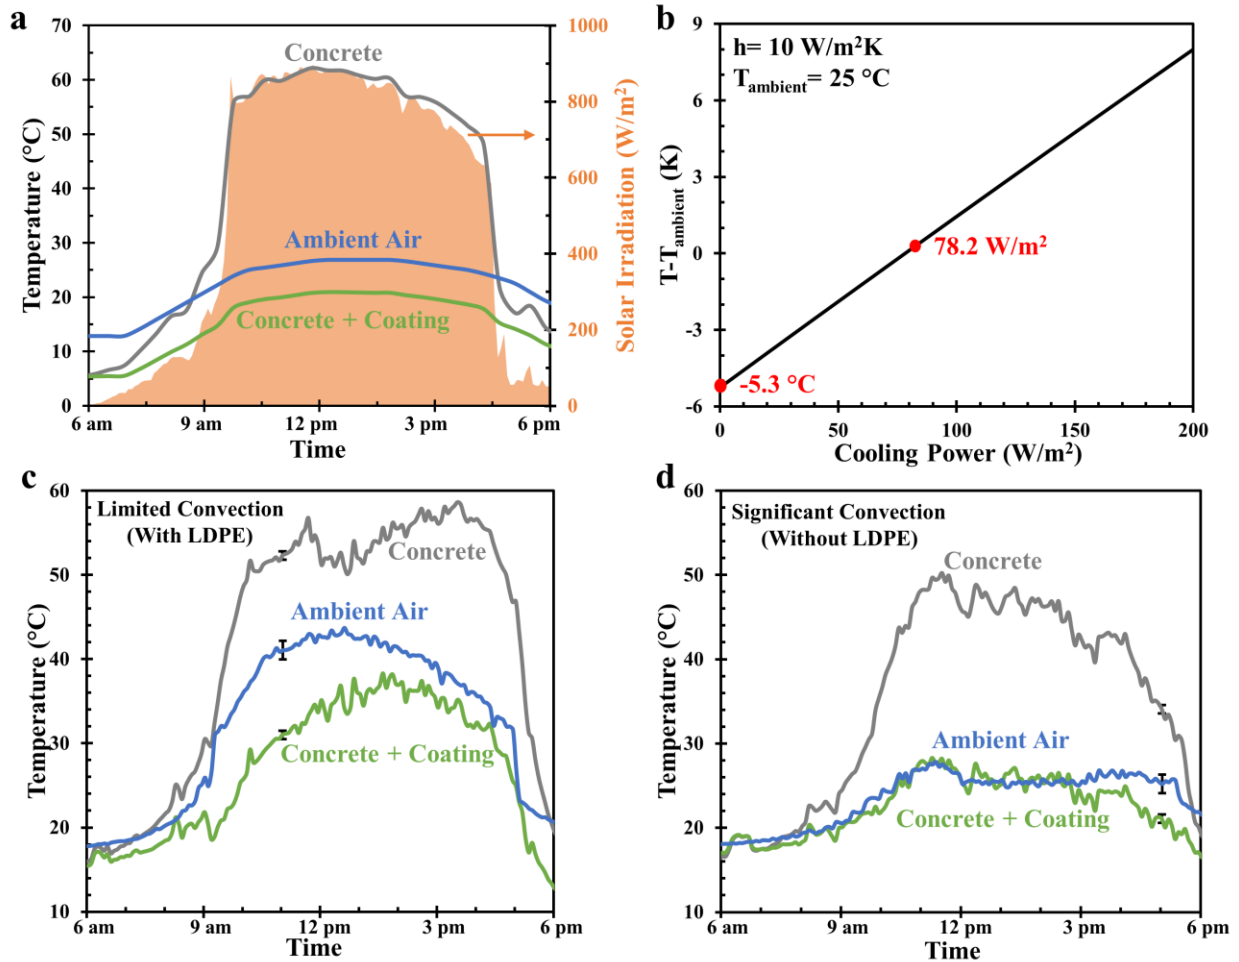 a
70
60
50
40
30
20
10
0
Temperature (°C)
Concrete
Ambient Air
Concrete + Coating
1000
800
600
400
200
0
Solar Irradiation (W/m²)
6 am
9 am
12 pm
3 pm
6 pm
Time
b
9
6
3
0
-3
-6
T-Tambient (K)
h= 10 W/m²K
Tambient= 25 °C
78.2 W/m²
-5.3 °C
0
50
100
150
200
Cooling Power (W/m²)
c
60
50
40
30
20
10
Temperature (°C)
Limited Convection
(With LDPE)
Concrete
Ambient Air
Concrete + Coating
6 am
9 am
12 pm
3 pm
6 pm
Time
d
60
50
40
30
20
10
Temperature (°C)
Significant Convection
(Without LDPE)
Concrete
Ambient Air
Concrete + Coating
6 am
9 am
12 pm
3 pm
6 pm
Time